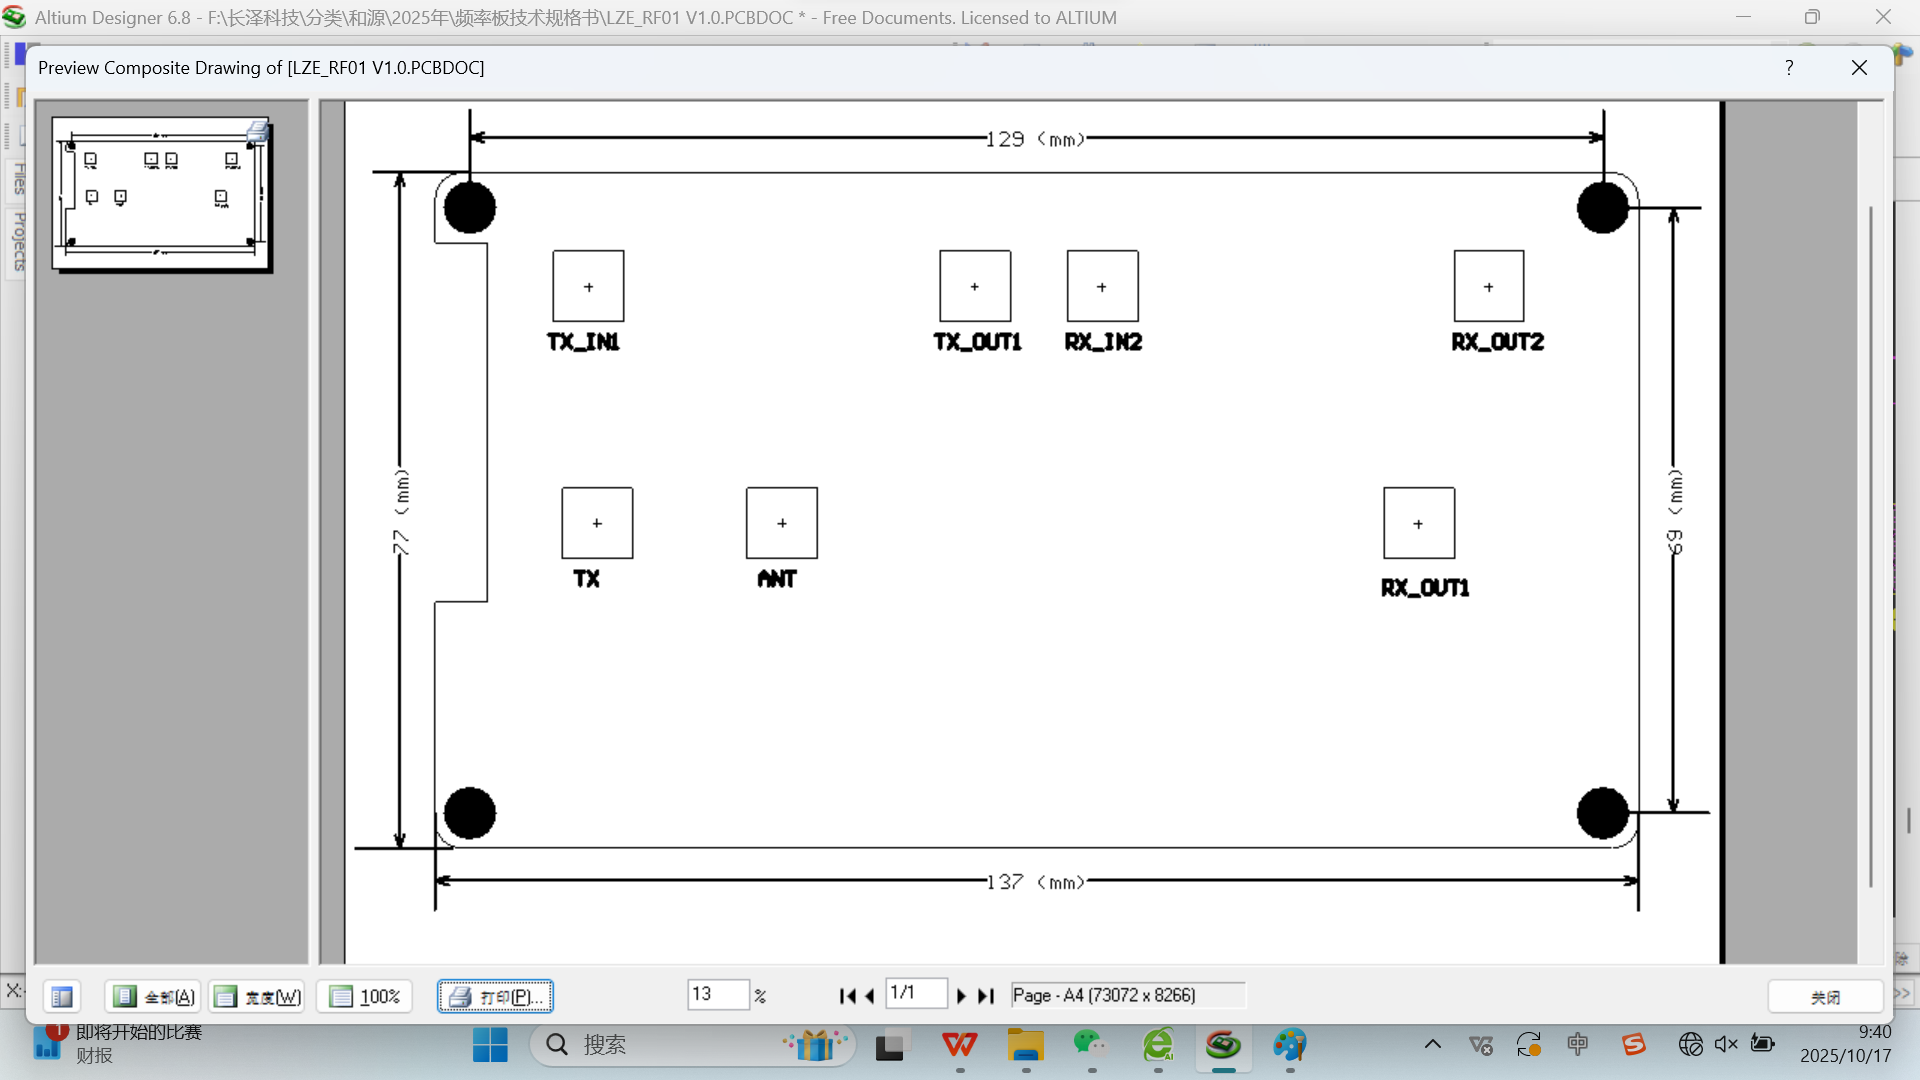 Altium Designer 6.8 - F:\长泽科技\分类\和源\2025年\频率板技术规格书\LZE_RF01 V1.0.PCBDOC * - Free Documents. Licensed to ALTIUM
Preview Composite Drawing of [LZE_RF01 V1.0.PCBDOC]
?
Files
Projects
129 (mm)
77 (mm)
69 (mm)
TX_IN1
TX_OUT1
RX_IN2
RX_OUT2
TX
ANT
RX_OUT1
137 (mm)
X:
全部(A)
宽度(W)
100%
打印(P)...
13
%
1/1
Page - A4 (73072 x 8266)
关闭
1
即将开始的比赛
财报
搜索
中
9:40
2025/10/17